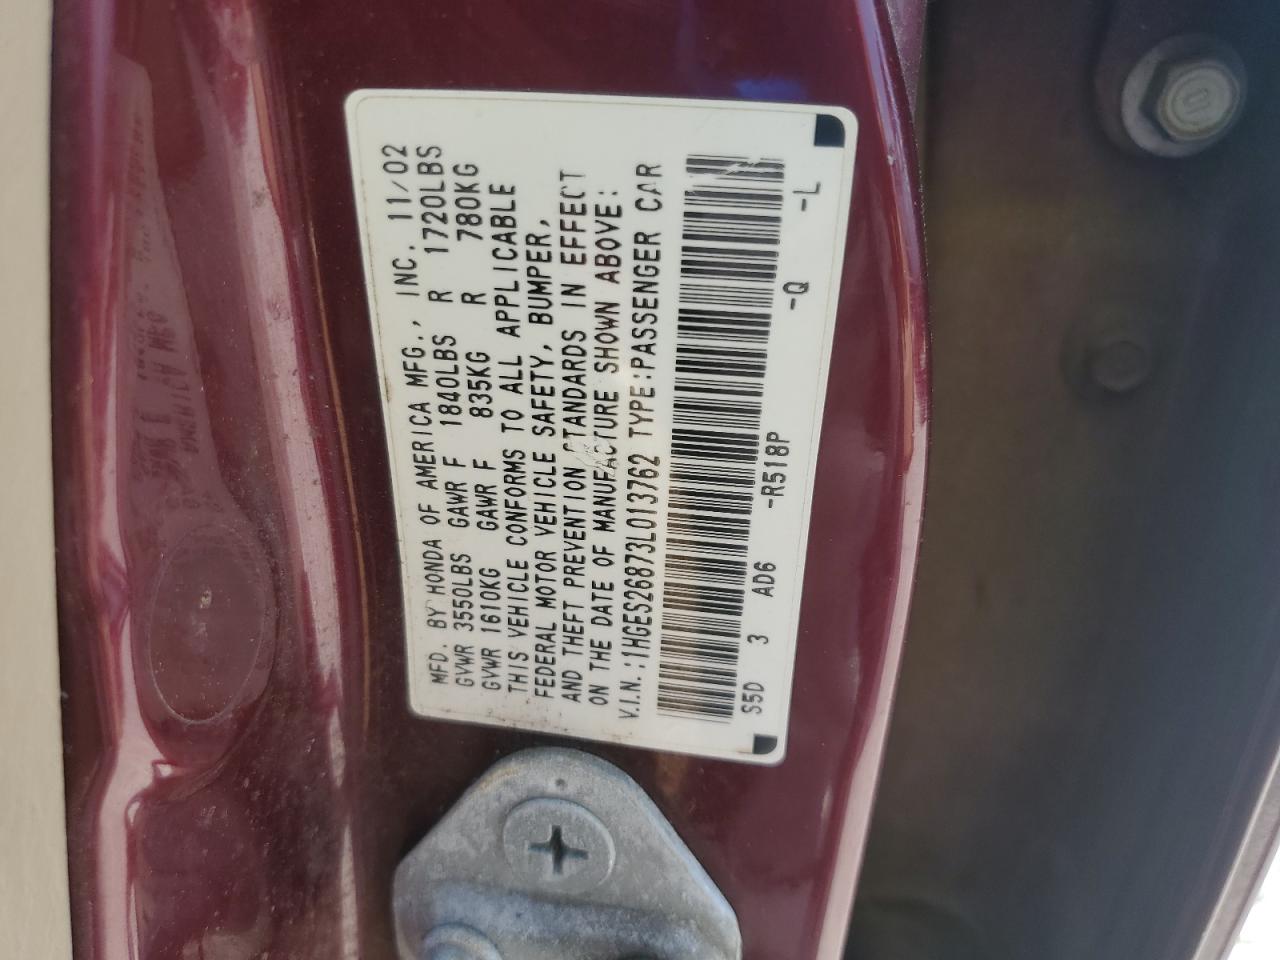 MFD. BY HONDA OF AMERICA MFG., INC. 11/02
GVWR 3550LBS GAWR F 1840LBS R 1720LBS
GVWR 1610KG GAWR F 835KG R 780KG
THIS VEHICLE CONFORMS TO ALL APPLICABLE
FEDERAL MOTOR VEHICLE SAFETY, BUMPER,
AND THEFT PREVENTION STANDARDS IN EFFECT
ON THE DATE OF MANUFACTURE SHOWN ABOVE:
V.I.N.:1HGES26873L013762 TYPE:PASSENGER CAR
S5D 3 AD6 -R518P -Q -L